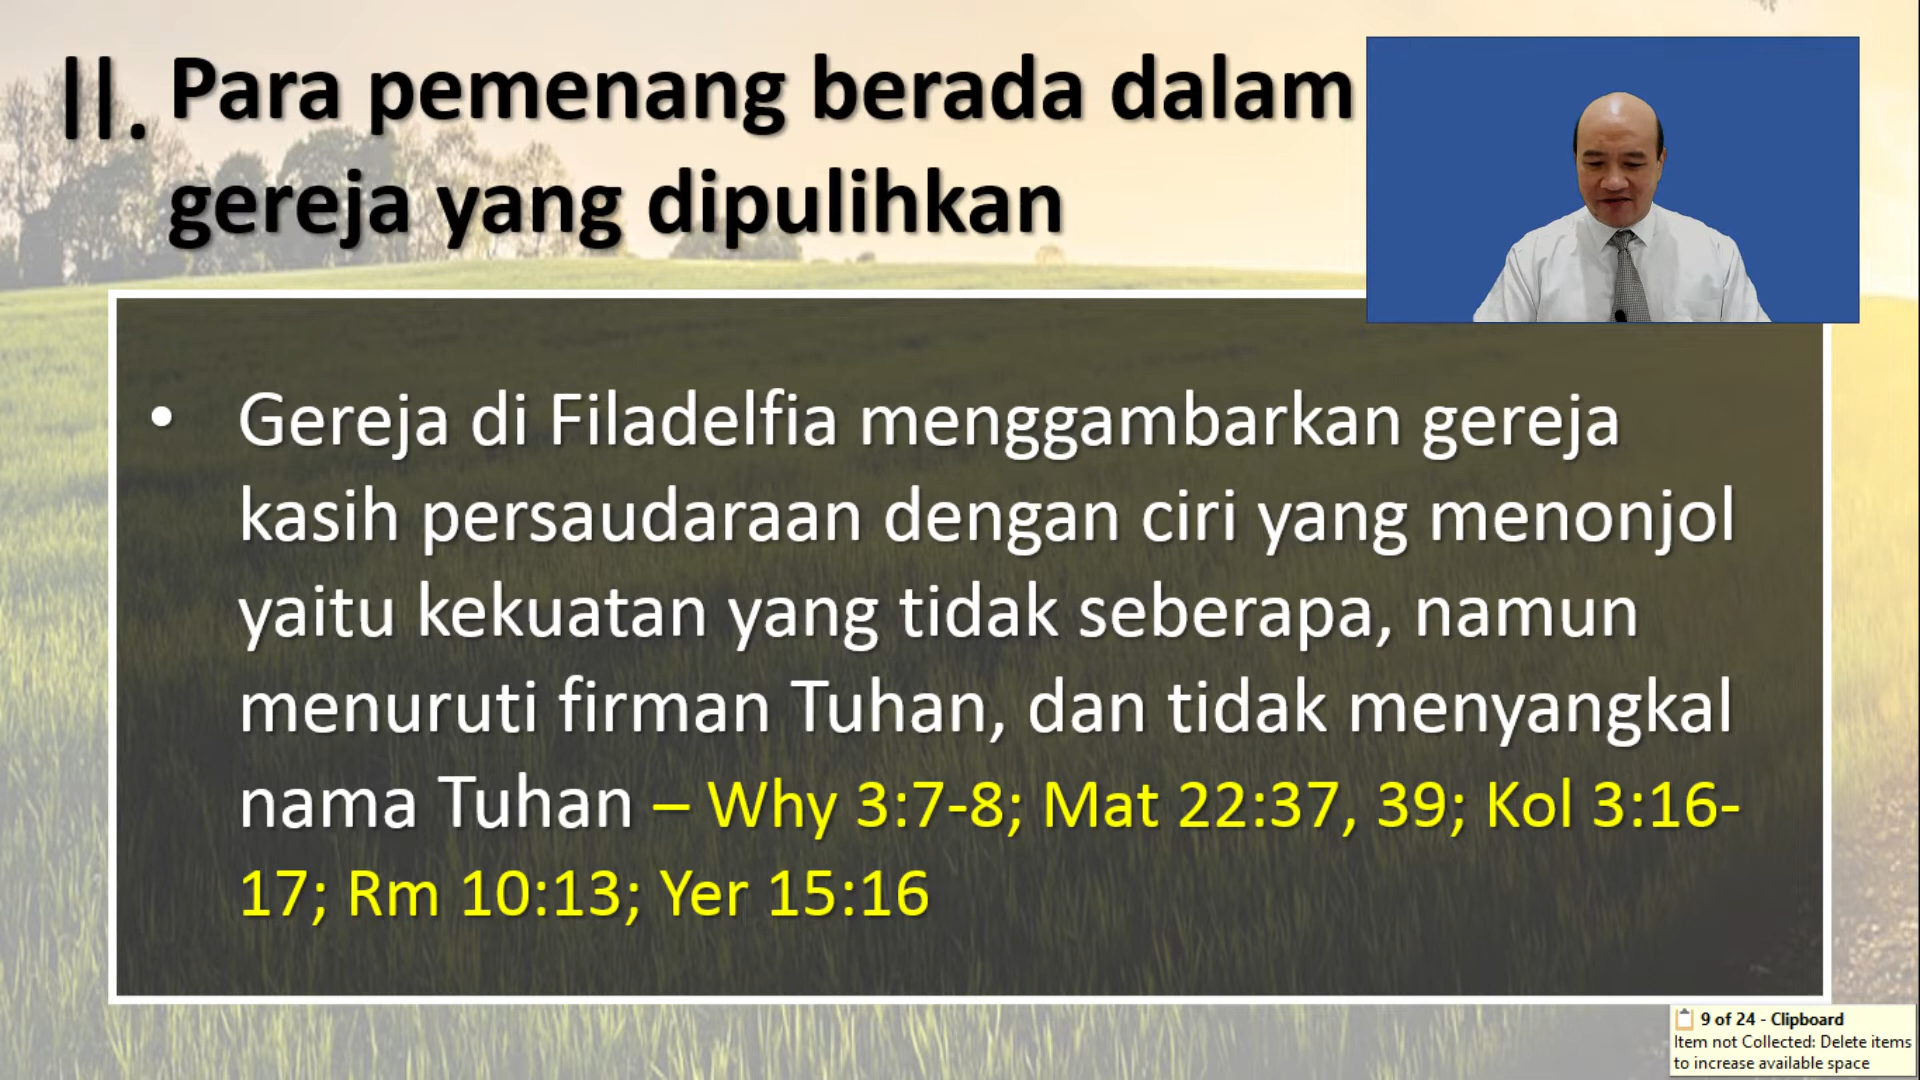 II. Para pemenang berada dalam
gereja yang dipulihkan
• Gereja di Filadelfia menggambarkan gereja
kasih persaudaraan dengan ciri yang menonjol
yaitu kekuatan yang tidak seberapa, namun
menuruti firman Tuhan, dan tidak menyangkal
nama Tuhan – Why 3:7-8; Mat 22:37, 39; Kol 3:16-
17; Rm 10:13; Yer 15:16
9 of 24 - Clipboard
Item not Collected: Delete items
to increase available space